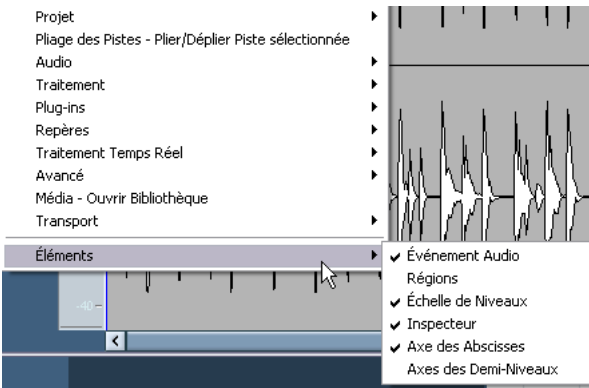 Projet
Pliage des Pistes - Plier/Déplier Piste sélectionnée
Audio
Traitement
Plug-ins
Repères
Traitement Temps Réel
Avancé
Média - Ouvrir Bibliothèque
Transport
Éléments
Événement Audio
Régions
Échelle de Niveaux
Inspecteur
Axe des Abscisses
Axes des Demi-Niveaux
-40